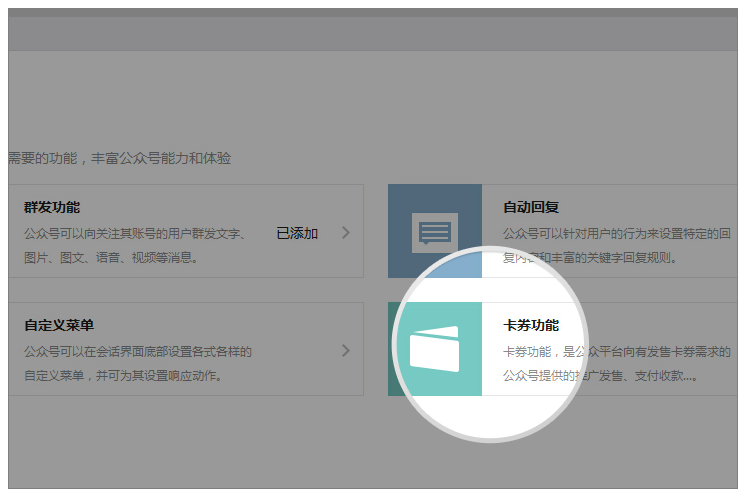 需要的功能，丰富公众号能力和体验
群发功能
公众号可以向关注其账号的用户群发文字、
图片、图文、语音、视频等消息。
已添加
自动回复
公众号可以针对用户的行为来设置特定的回
复内容和丰富的关键字回复规则。
自定义菜单
公众号可以在会话界面底部设置各式各样的
自定义菜单，并可为其设置响应动作。
卡券功能
卡券功能，是公众平台向有发售卡券需求的
公众号提供的推广发售、支付收款...。